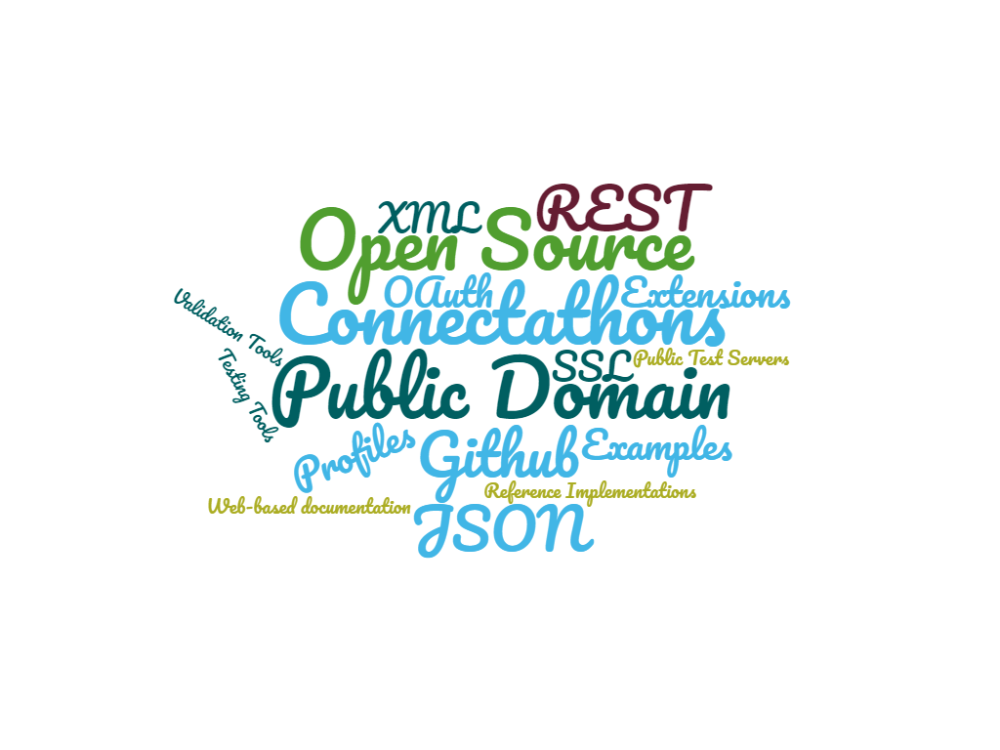 REST
XML
Open Source
OAuth
Extensions
Connectathons
Validation Tools
Testing Tools
SSL
Public Test Servers
Public Domain
Profiles
Github
Examples
Reference Implementations
Web-based documentation
JSON